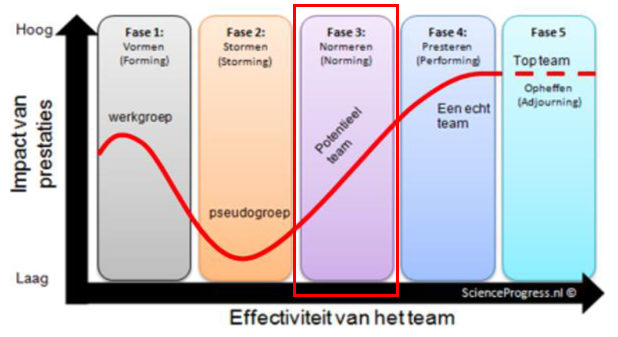 Hoog
Impact van
prestaties
Laag
Fase 1:
Vormen
(Forming)
werkgroep
Fase 2:
Stormen
(Storming)
pseudogroep
Fase 3:
Normeren
(Norming)
Potentieel
team
Fase 4:
Presteren
(Performing)
Een echt
team
Fase 5
Top team
Opheffen
(Adjourning)
ScienceProgress.nl ©
Effectiviteit van het team